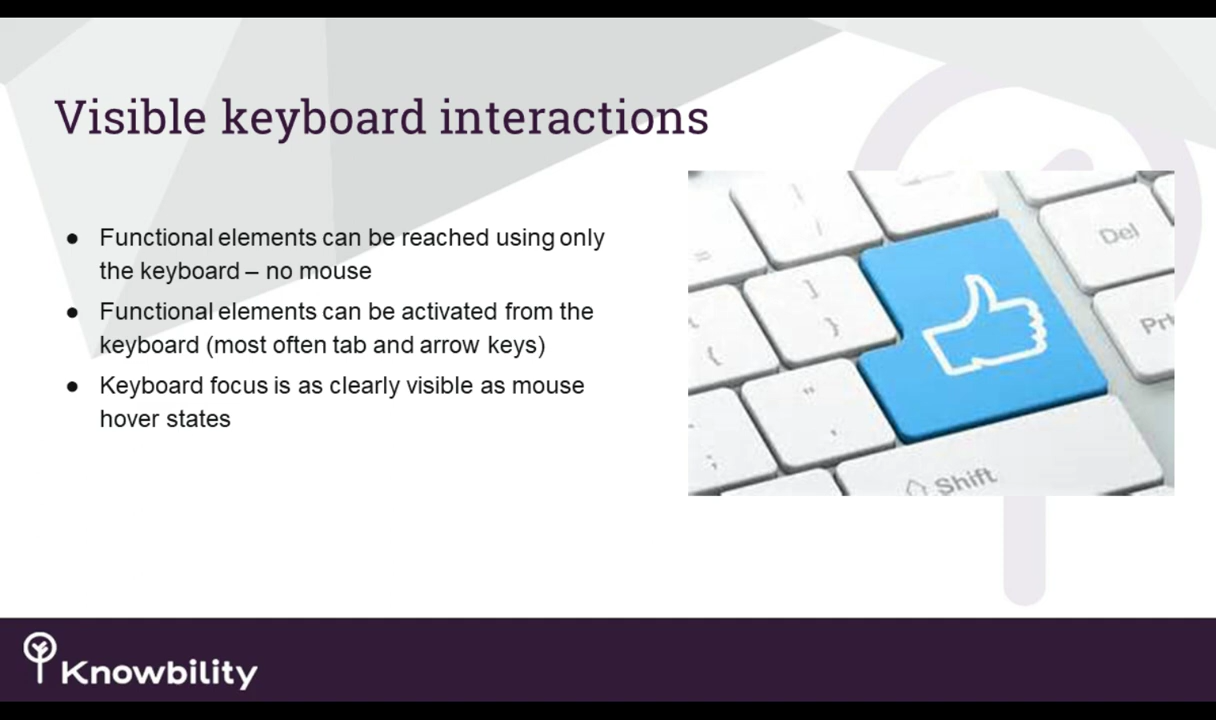 Visible keyboard interactions
● Functional elements can be reached using only
the keyboard – no mouse
● Functional elements can be activated from the
keyboard (most often tab and arrow keys)
● Keyboard focus is as clearly visible as mouse
hover states
|
=
]
}
{
"
;
Del
Shift
Knowbility